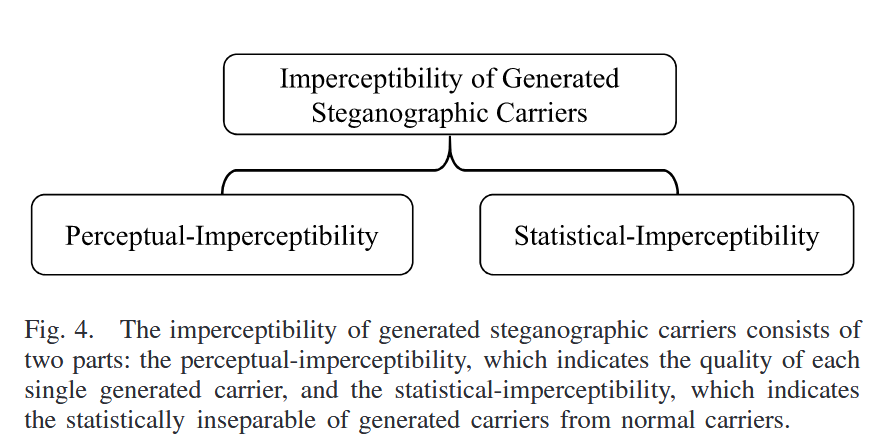 Imperceptibility of Generated
Steganographic Carriers
Perceptual-Imperceptibility
Statistical-Imperceptibility
Fig. 4. The imperceptibility of generated steganographic carriers consists of
two parts: the perceptual-imperceptibility, which indicates the quality of each
single generated carrier, and the statistical-imperceptibility, which indicates
the statistically inseparable of generated carriers from normal carriers.